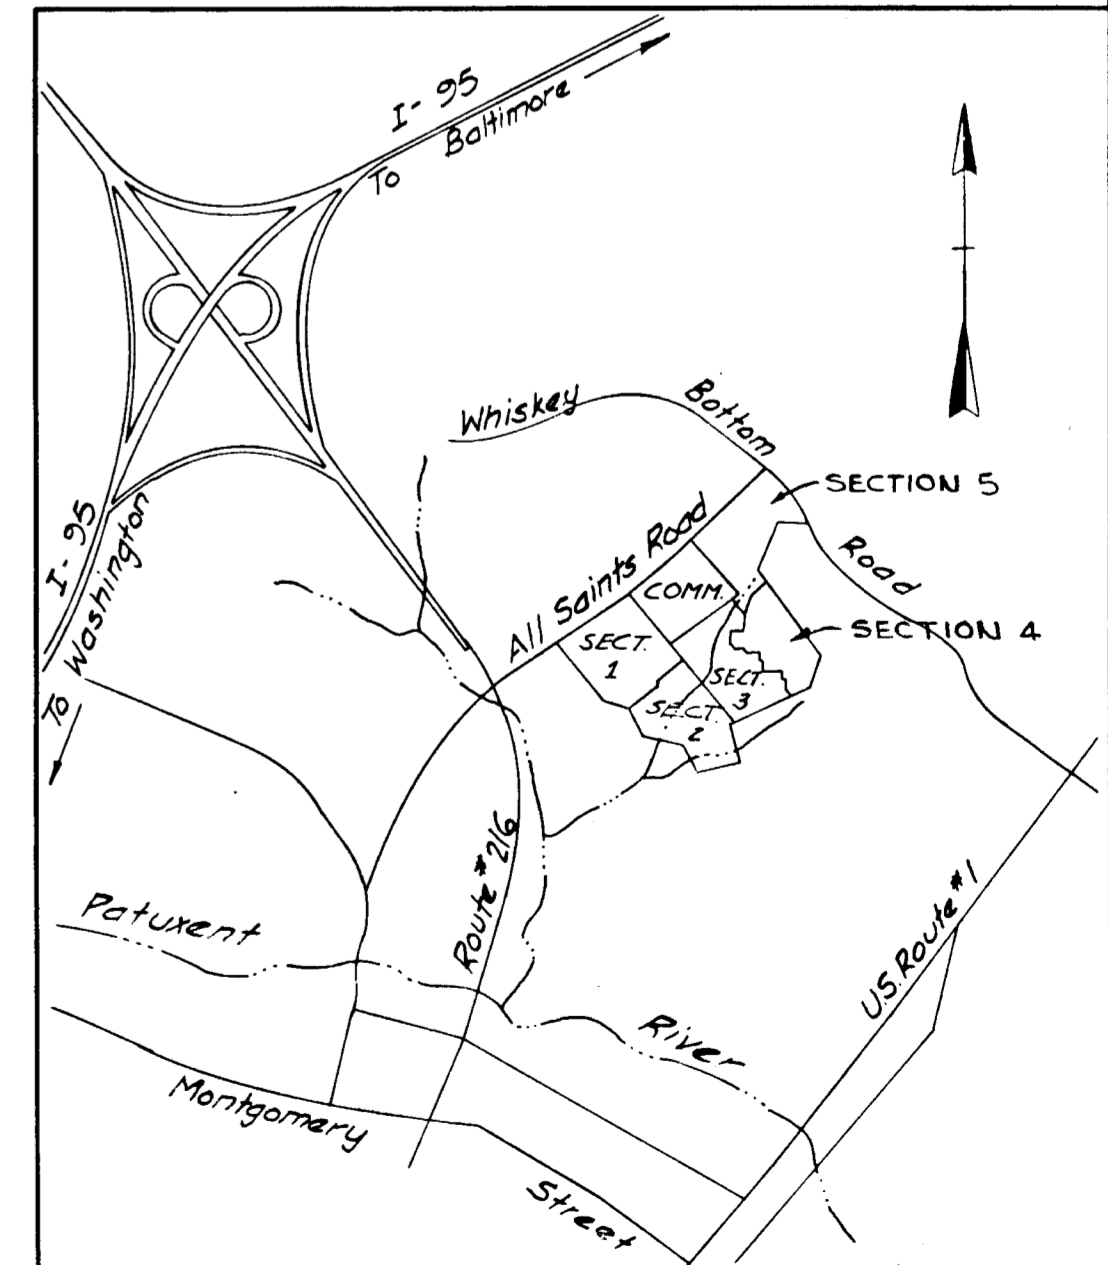 I-95
To Baltimore
Whiskey Bottom Road
SECTION 5
I-95
To Washington
All Saints Road
COMM.
SECT.
1
SECTION 4
SECT.
3
SECT.
2
Route #216
U.S. Route #1
Patuxent River
Montgomery Street